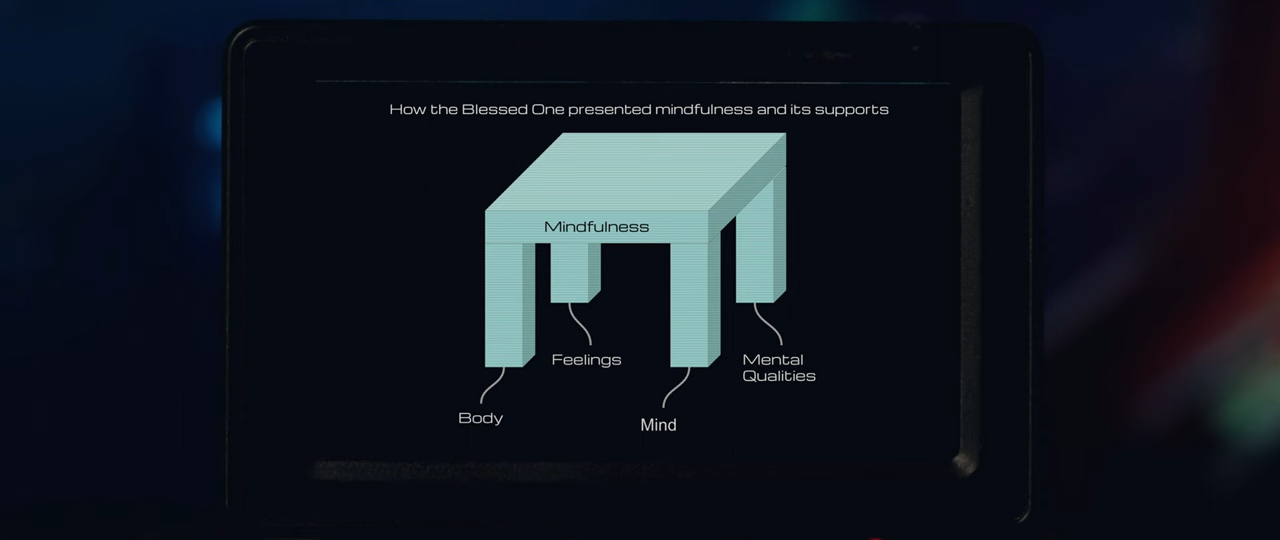 How the Blessed One presented mindfulness and its supports
Mindfulness
Feelings
Mental
Qualities
Body
Mind